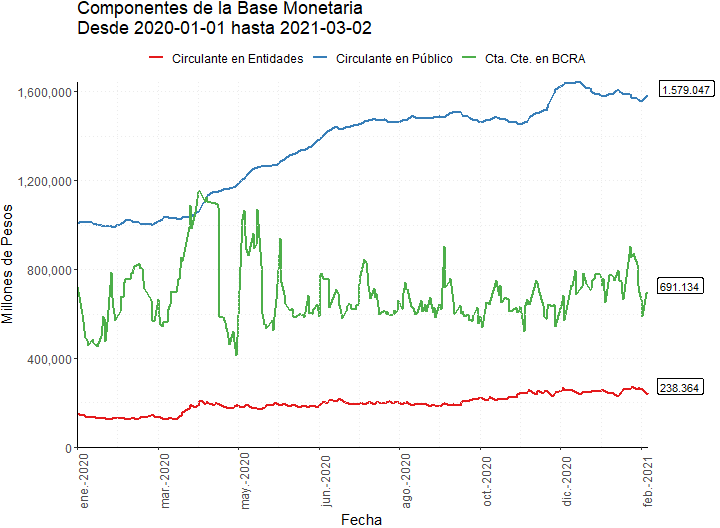 Componentes de la Base Monetaria
Desde 2020-01-01 hasta 2021-03-02
Circulante en Entidades
Circulante en Público
Cta. Cte. en BCRA
Millones de Pesos
1,600,000
1,200,000
800,000
400,000
0
1.579.047
691.134
238.364
ene.-2020
mar.-2020
may.-2020
jun.-2020
ago.-2020
oct.-2020
dic.-2020
feb.-2021
Fecha